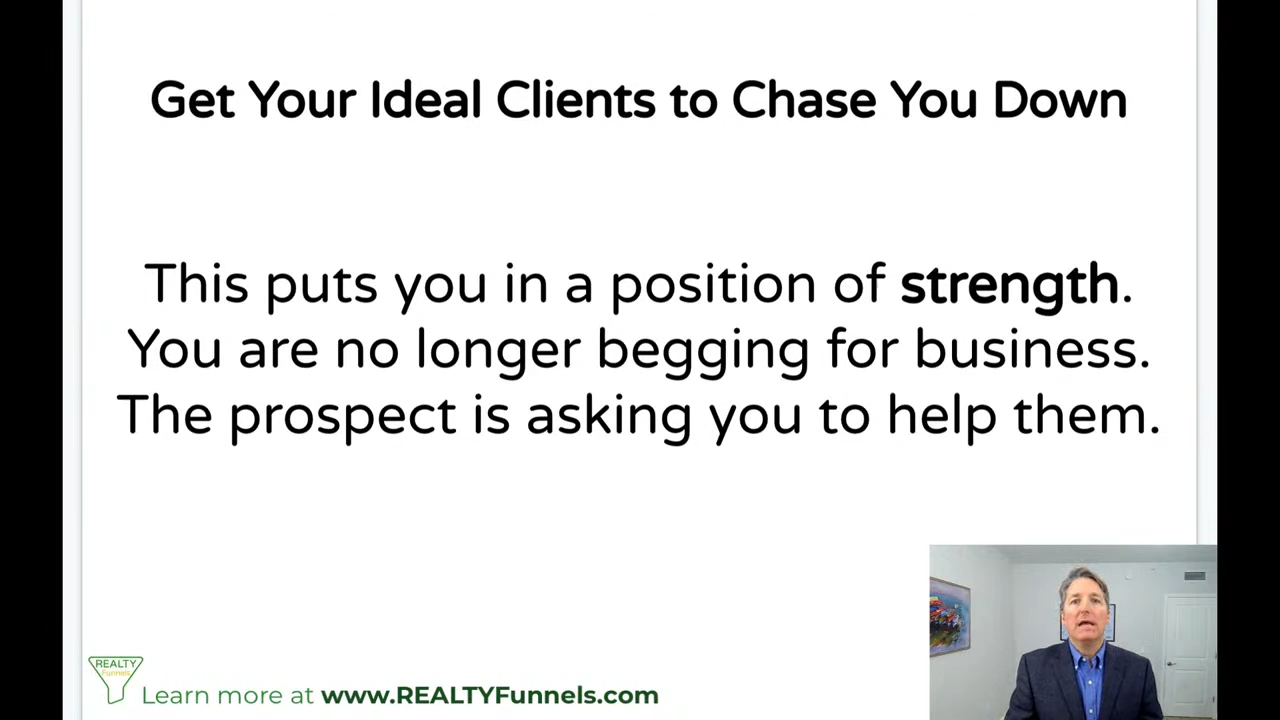 Get Your Ideal Clients to Chase You Down
This puts you in a position of strength.
You are no longer begging for business.
The prospect is asking you to help them.
REALTY
Funnels
Learn more at www.REALTYFunnels.com